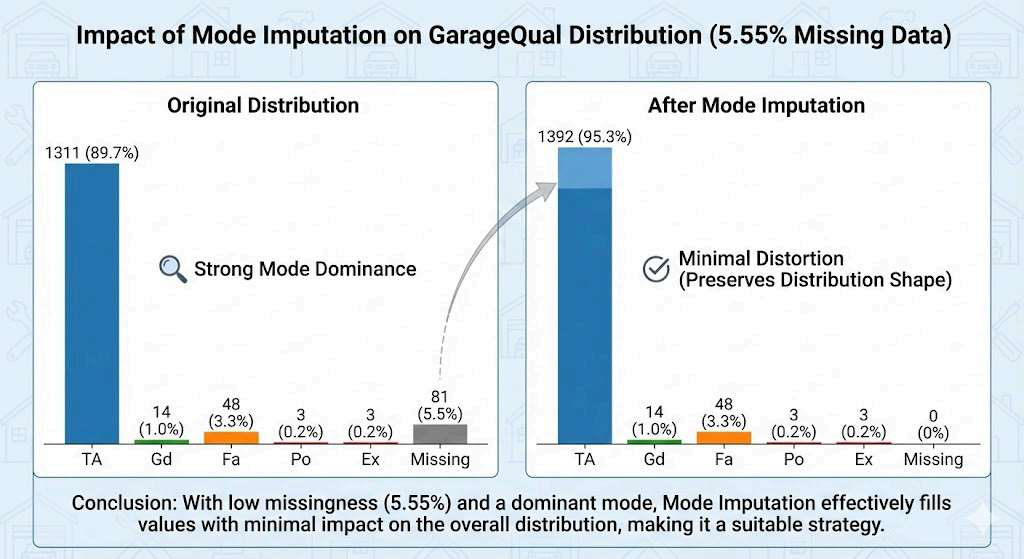 Impact of Mode Imputation on GarageQual Distribution (5.55% Missing Data)
Original Distribution
1311 (89.7%)
Strong Mode Dominance
14
(1.0%)
48
(3.3%)
3
(0.2%)
3
(0.2%)
81
(5.5%)
TA Gd Fa Po Ex Missing
After Mode Imputation
1392 (95.3%)
Minimal Distortion
(Preserves Distribution Shape)
14
(1.0%)
48
(3.3%)
3
(0.2%)
3
(0.2%)
0
(0%)
TA Gd Fa Po Ex Missing
Conclusion: With low missingness (5.55%) and a dominant mode, Mode Imputation effectively fills
values with minimal impact on the overall distribution, making it a suitable strategy.